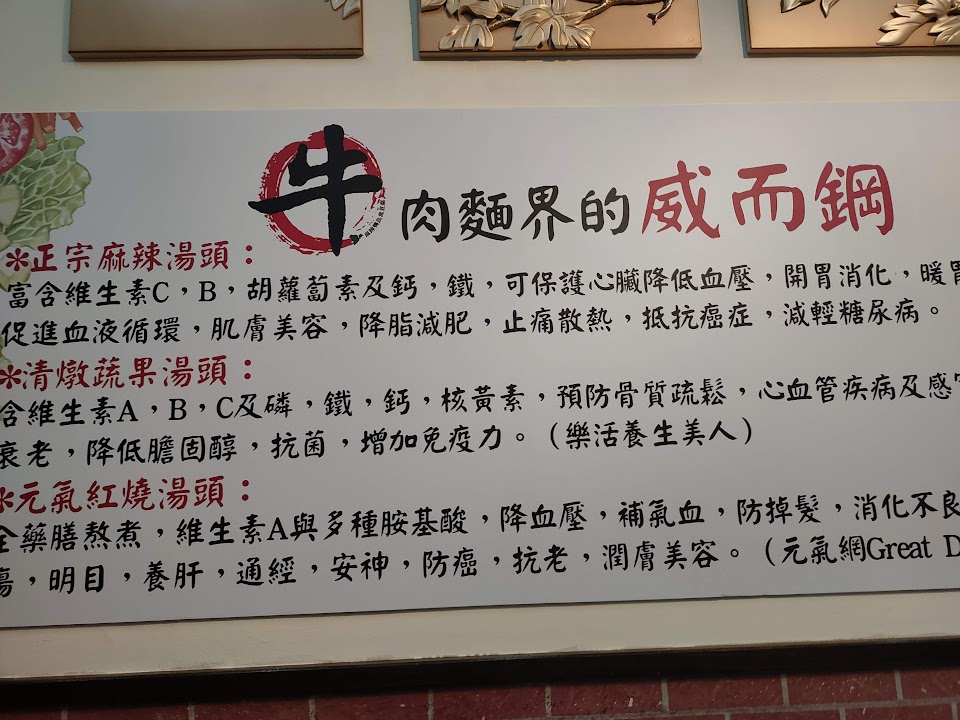 牛肉麵界的威而鋼
*正宗麻辣湯頭：
富含維生素C，B，胡蘿蔔素及鈣，鐵，可保護心臟降低血壓，開胃消化，暖胃
促進血液循環，肌膚美容，降脂減肥，止痛散熱，抵抗癌症，減輕糖尿病。
*清燉蔬果湯頭：
含維生素A，B，C及磷，鐵，鈣，核黃素，預防骨質疏鬆，心血管疾病及感冒
衰老，降低膽固醇，抗菌，增加免疫力。（樂活養生美人）
*元氣紅燒湯頭：
全藥膳熬煮，維生素A與多種胺基酸，降血壓，補氣血，防掉髮，消化不良
傷，明目，養肝，通經，安神，防癌，抗老，潤膚美容。（元氣網Great D